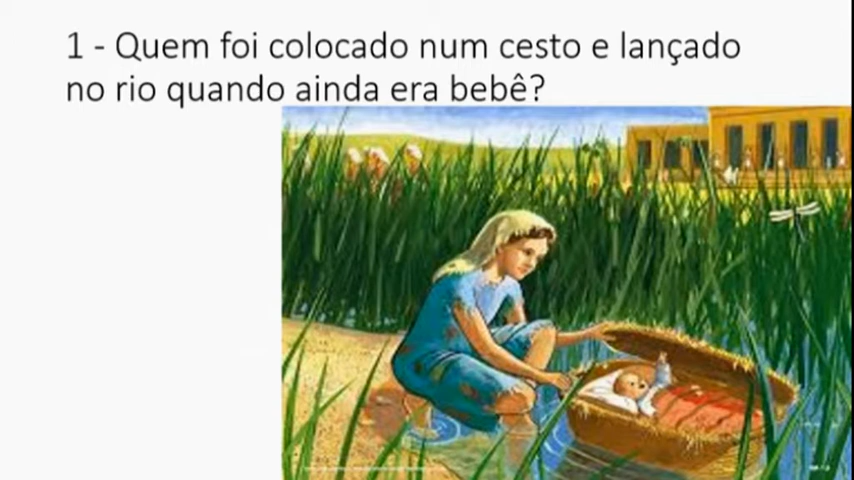 1 - Quem foi colocado num cesto e lançado
no rio quando ainda era bebê?